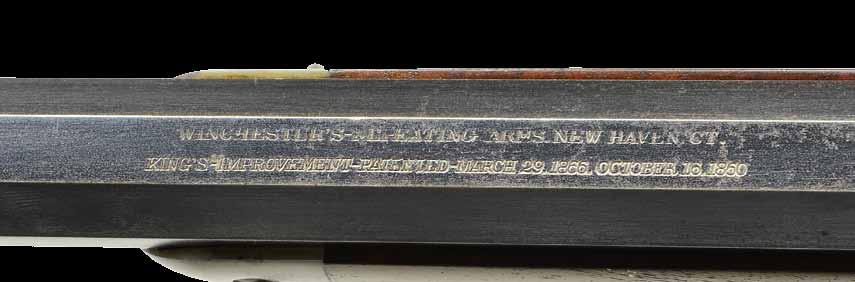 WINCHESTER'S-REPEATING ARMS. NEW HAVEN. CT.
KING'S-IMPROVEMENT-PATENTED-MARCH 29, 1866. OCTOBER 16, 1860